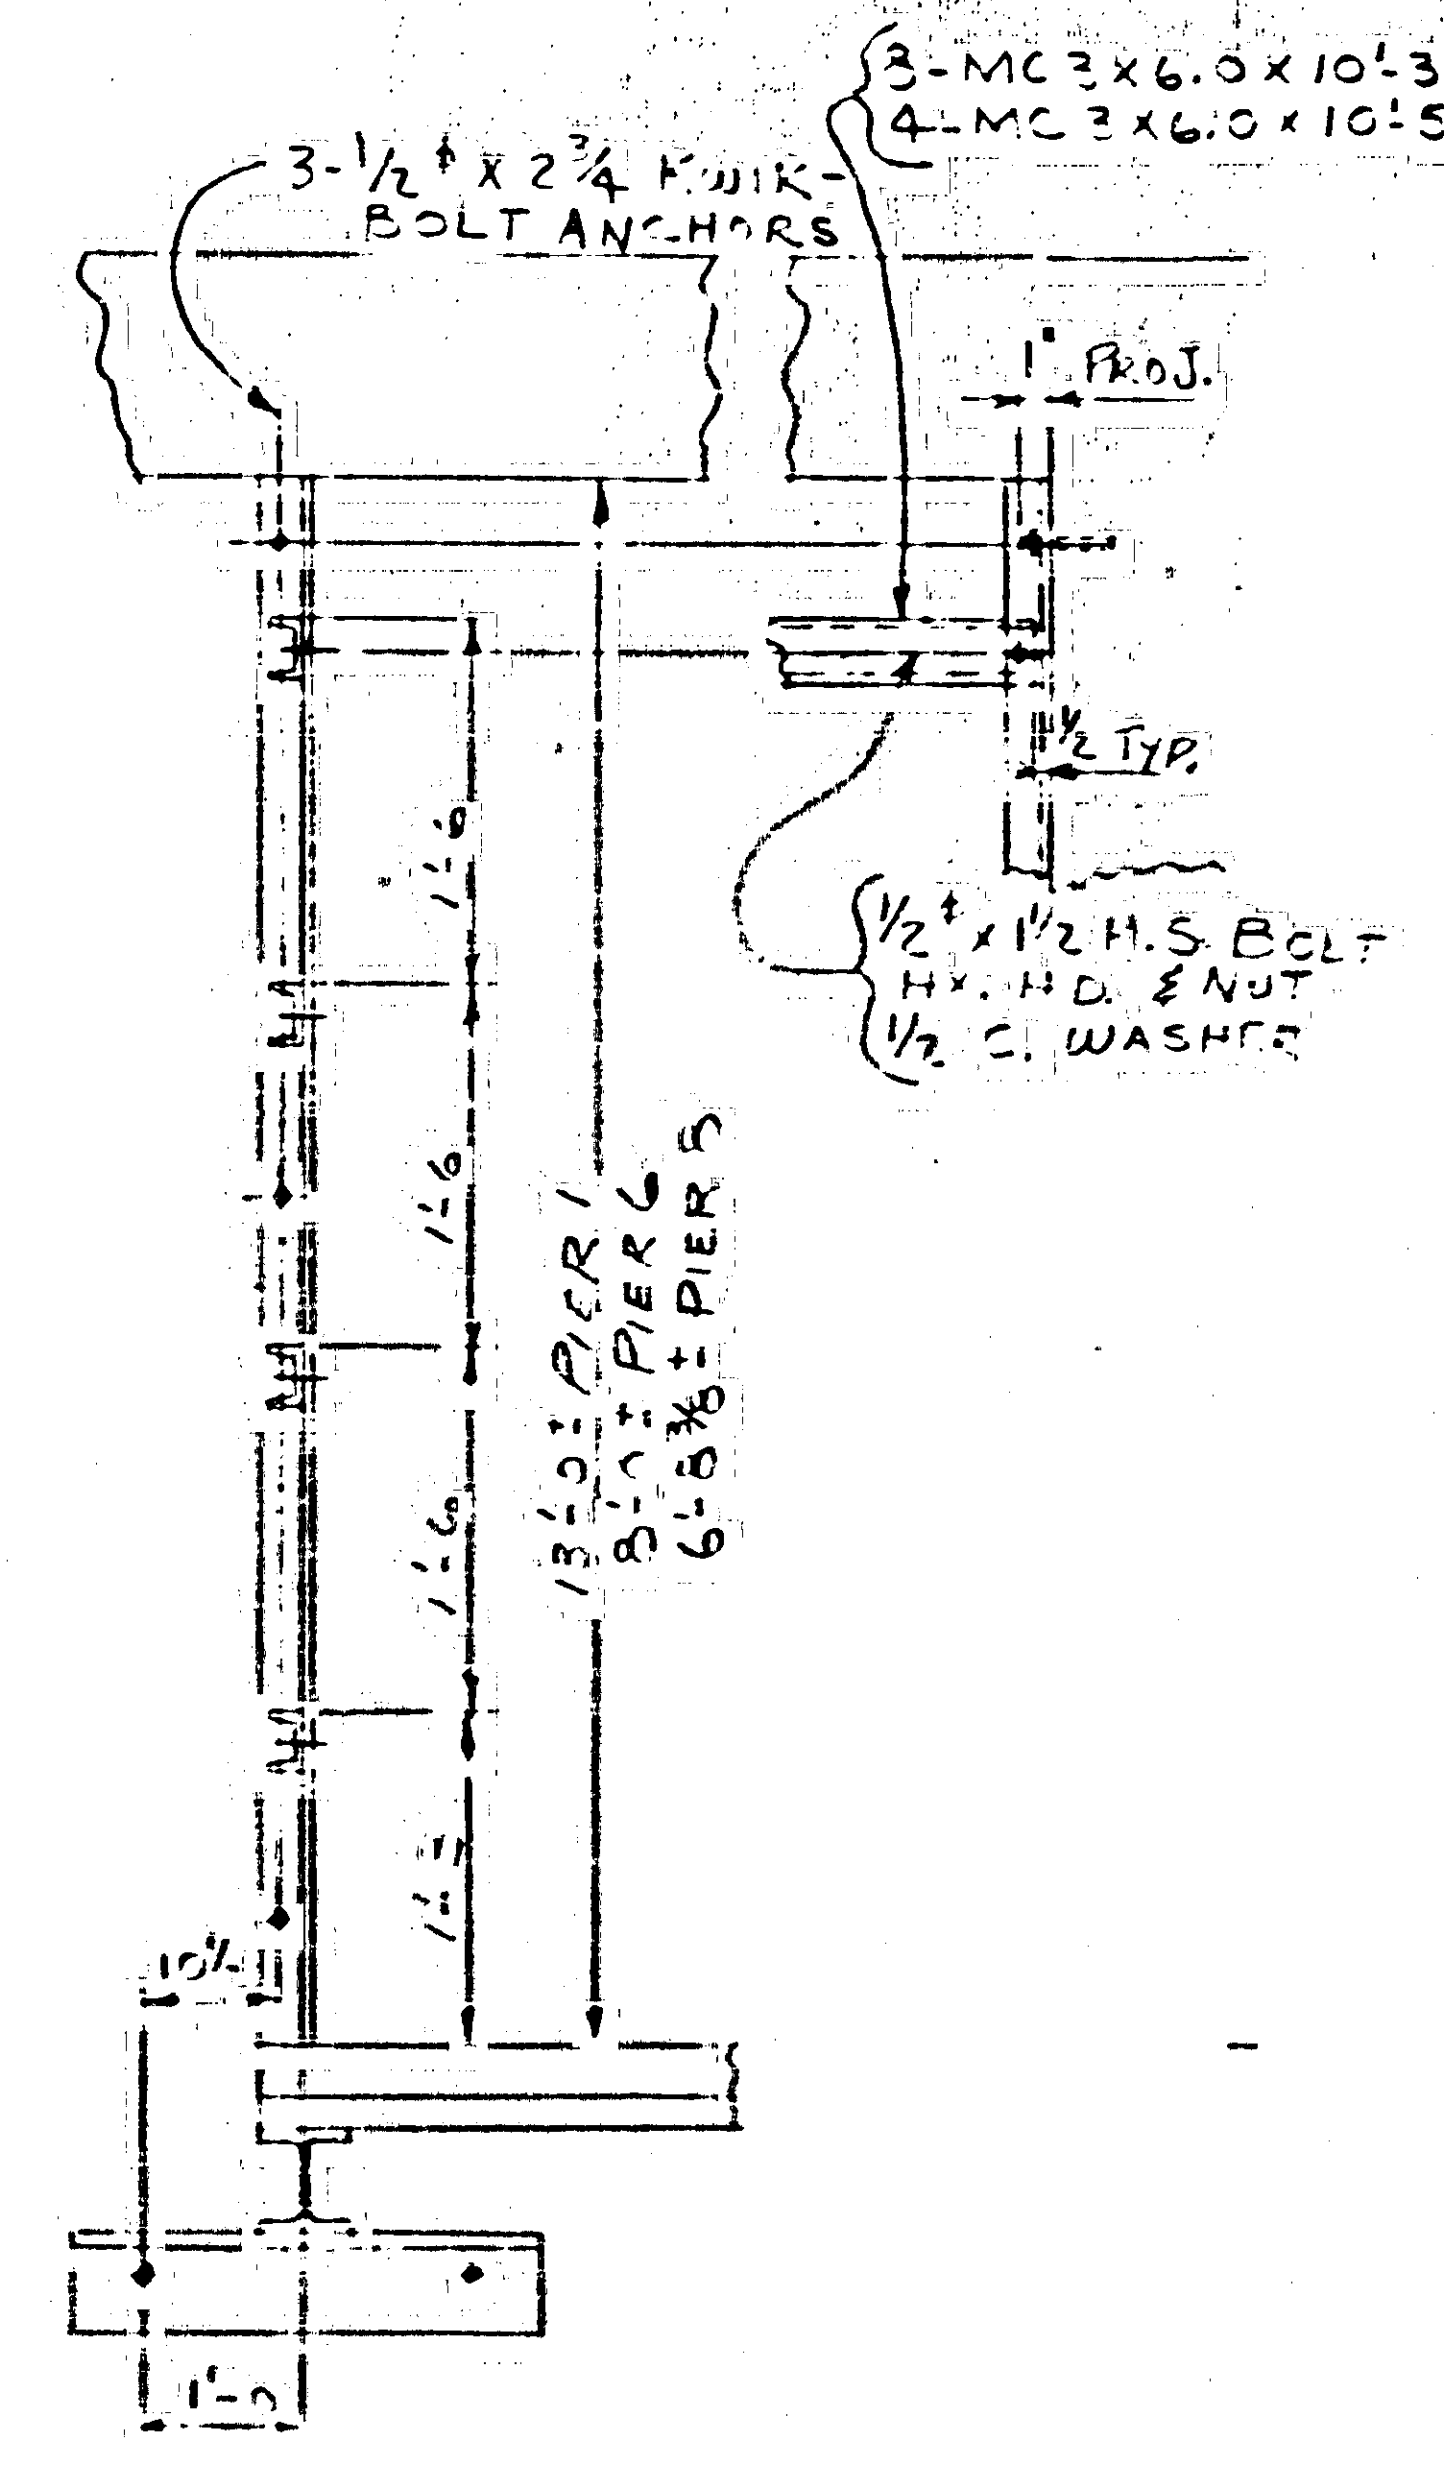 3-MC 3 x 6.0 x 10'-3
4-MC 3 x 6.0 x 10'-5
3-1/2 φ x 2 3/4 KWIK-
BOLT ANCHORS
1" PROJ.
1/2 TYP.
1/2 φ x 1 1/2 H.S. BOLT
HX. HD. & NUT
1/2 C. WASHER
1'-6
1'-6
1'-6
13'-0 ± PIER 1
8'-0 ± PIER 6
6'-8 3/8 ± PIER 5
1'-
10
1'-0